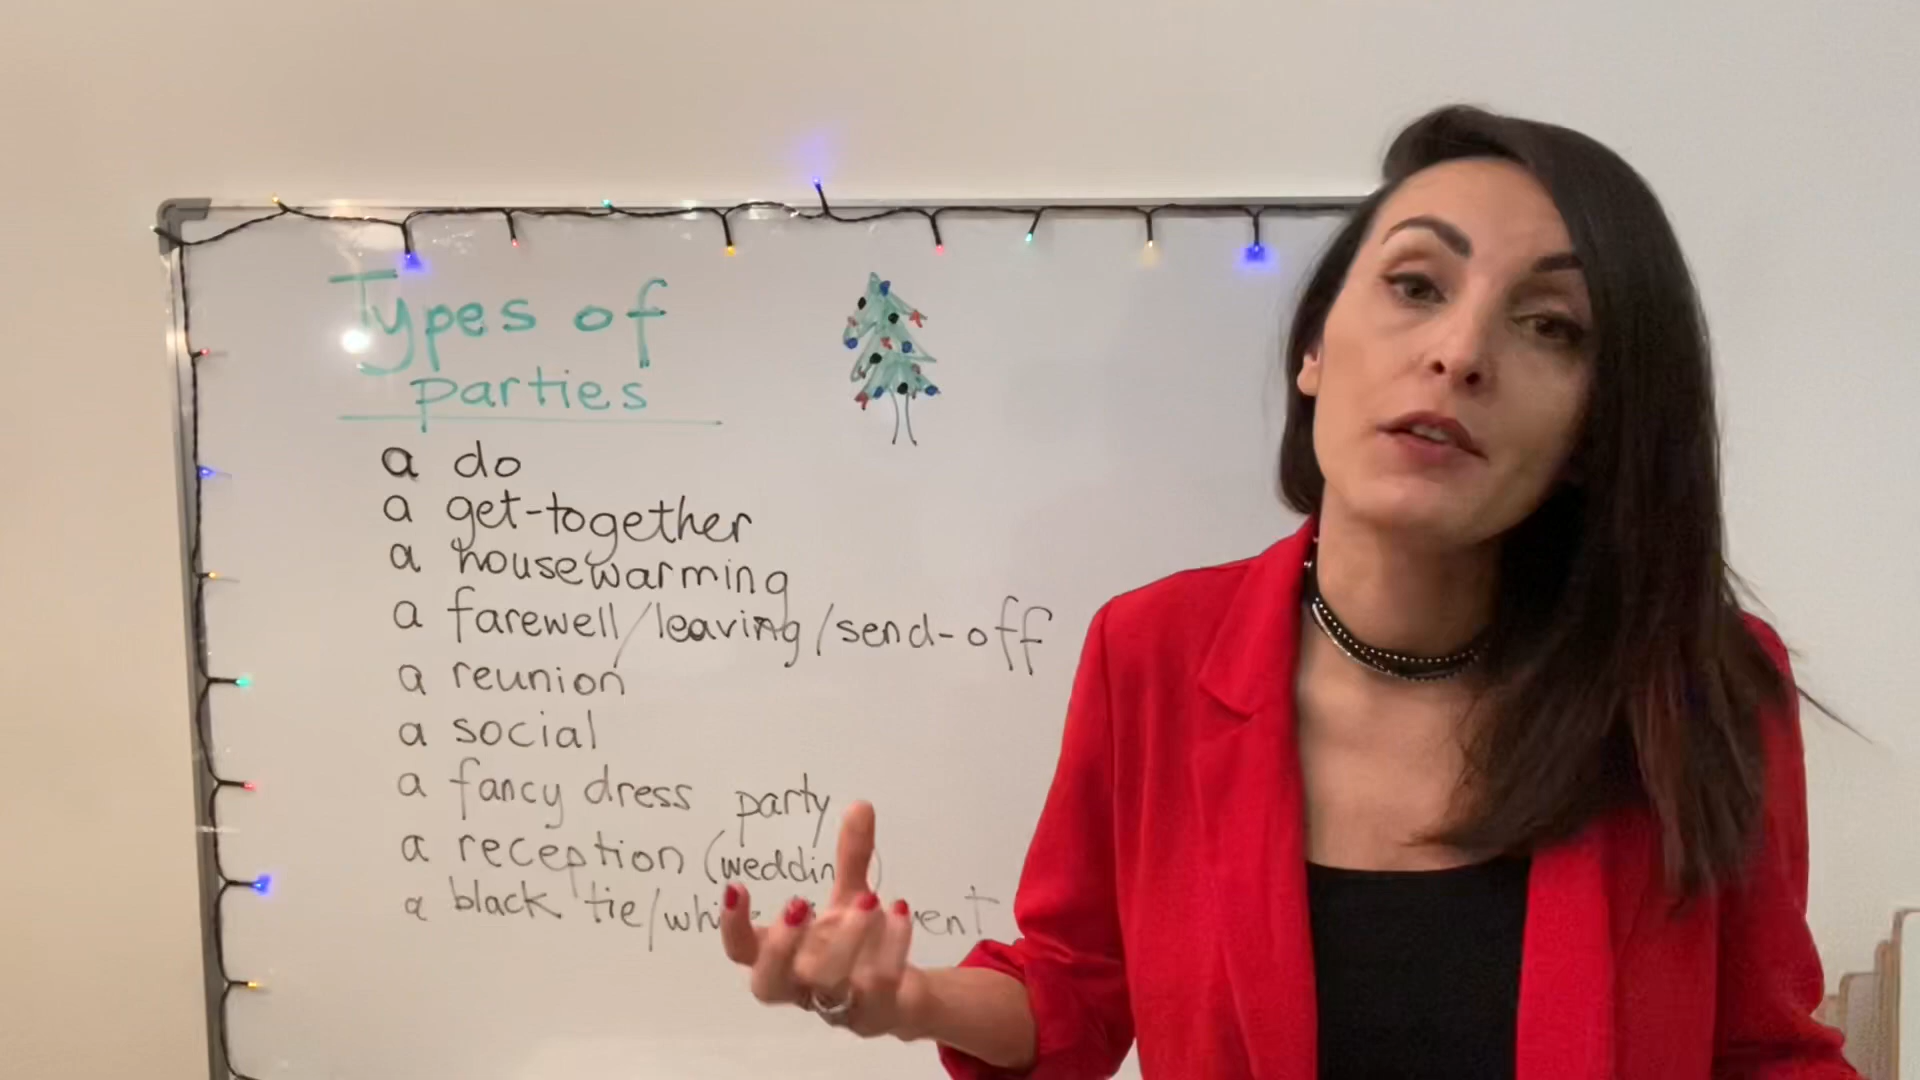 Types of
parties
a do
a get-together
a housewarming
a farewell/leaving/send-off
a reunion
a social
a fancy dress party
a reception (wedding)
a black tie/